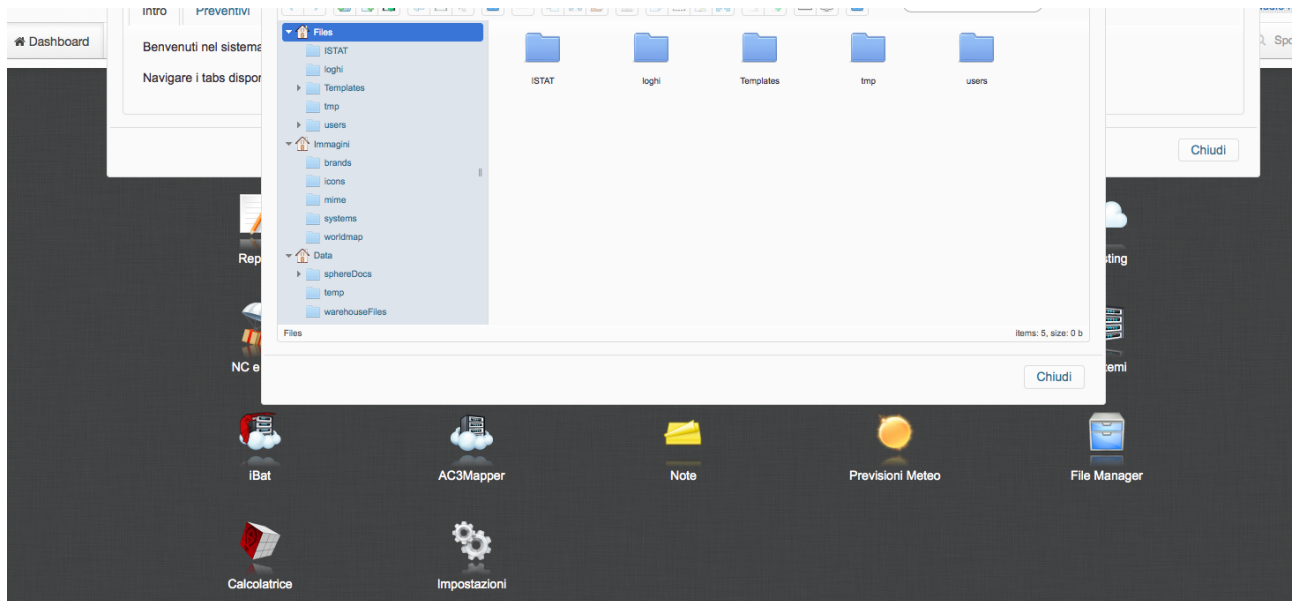 Intro Preventivi
Dashboard
Benvenuti nel sistema
Navigare i tabs dispor
Files
ISTAT
loghi
Templates
tmp
users
Immagini
brands
icons
mime
systems
worldmap
Data
sphereDocs
temp
warehouseFiles
ISTAT loghi Templates tmp users
Files items: 5, size: 0 b
Chiudi
Chiudi
Rep sting
NC e emi
iBat AC3Mapper Note Previsioni Meteo File Manager
Calcolatrice Impostazioni